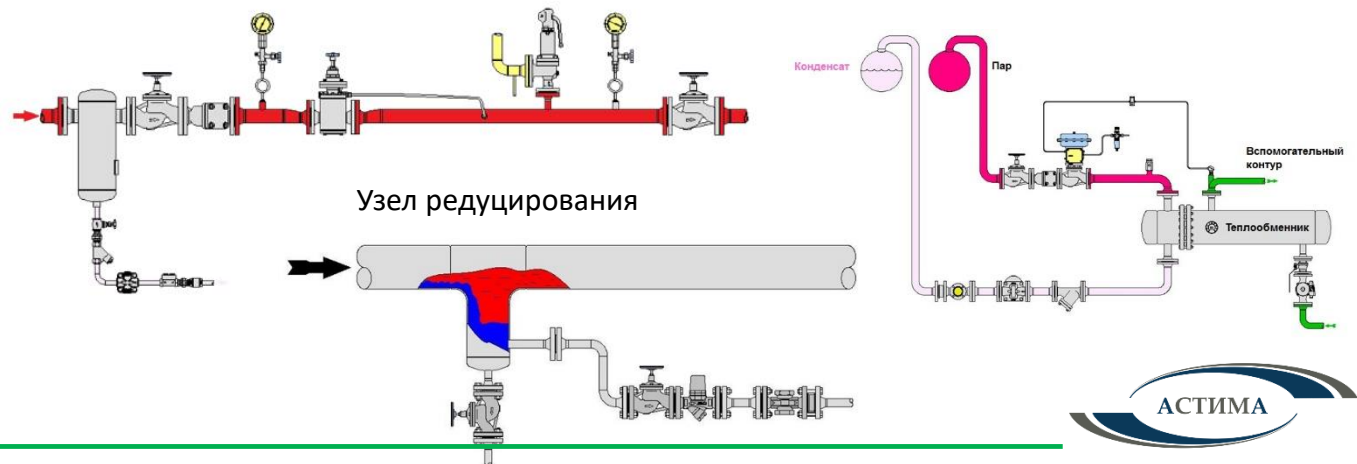 Конденсат
Пар
Вспомогательный
контур
Теплообменник
Узел редуцирования
АСТИМА